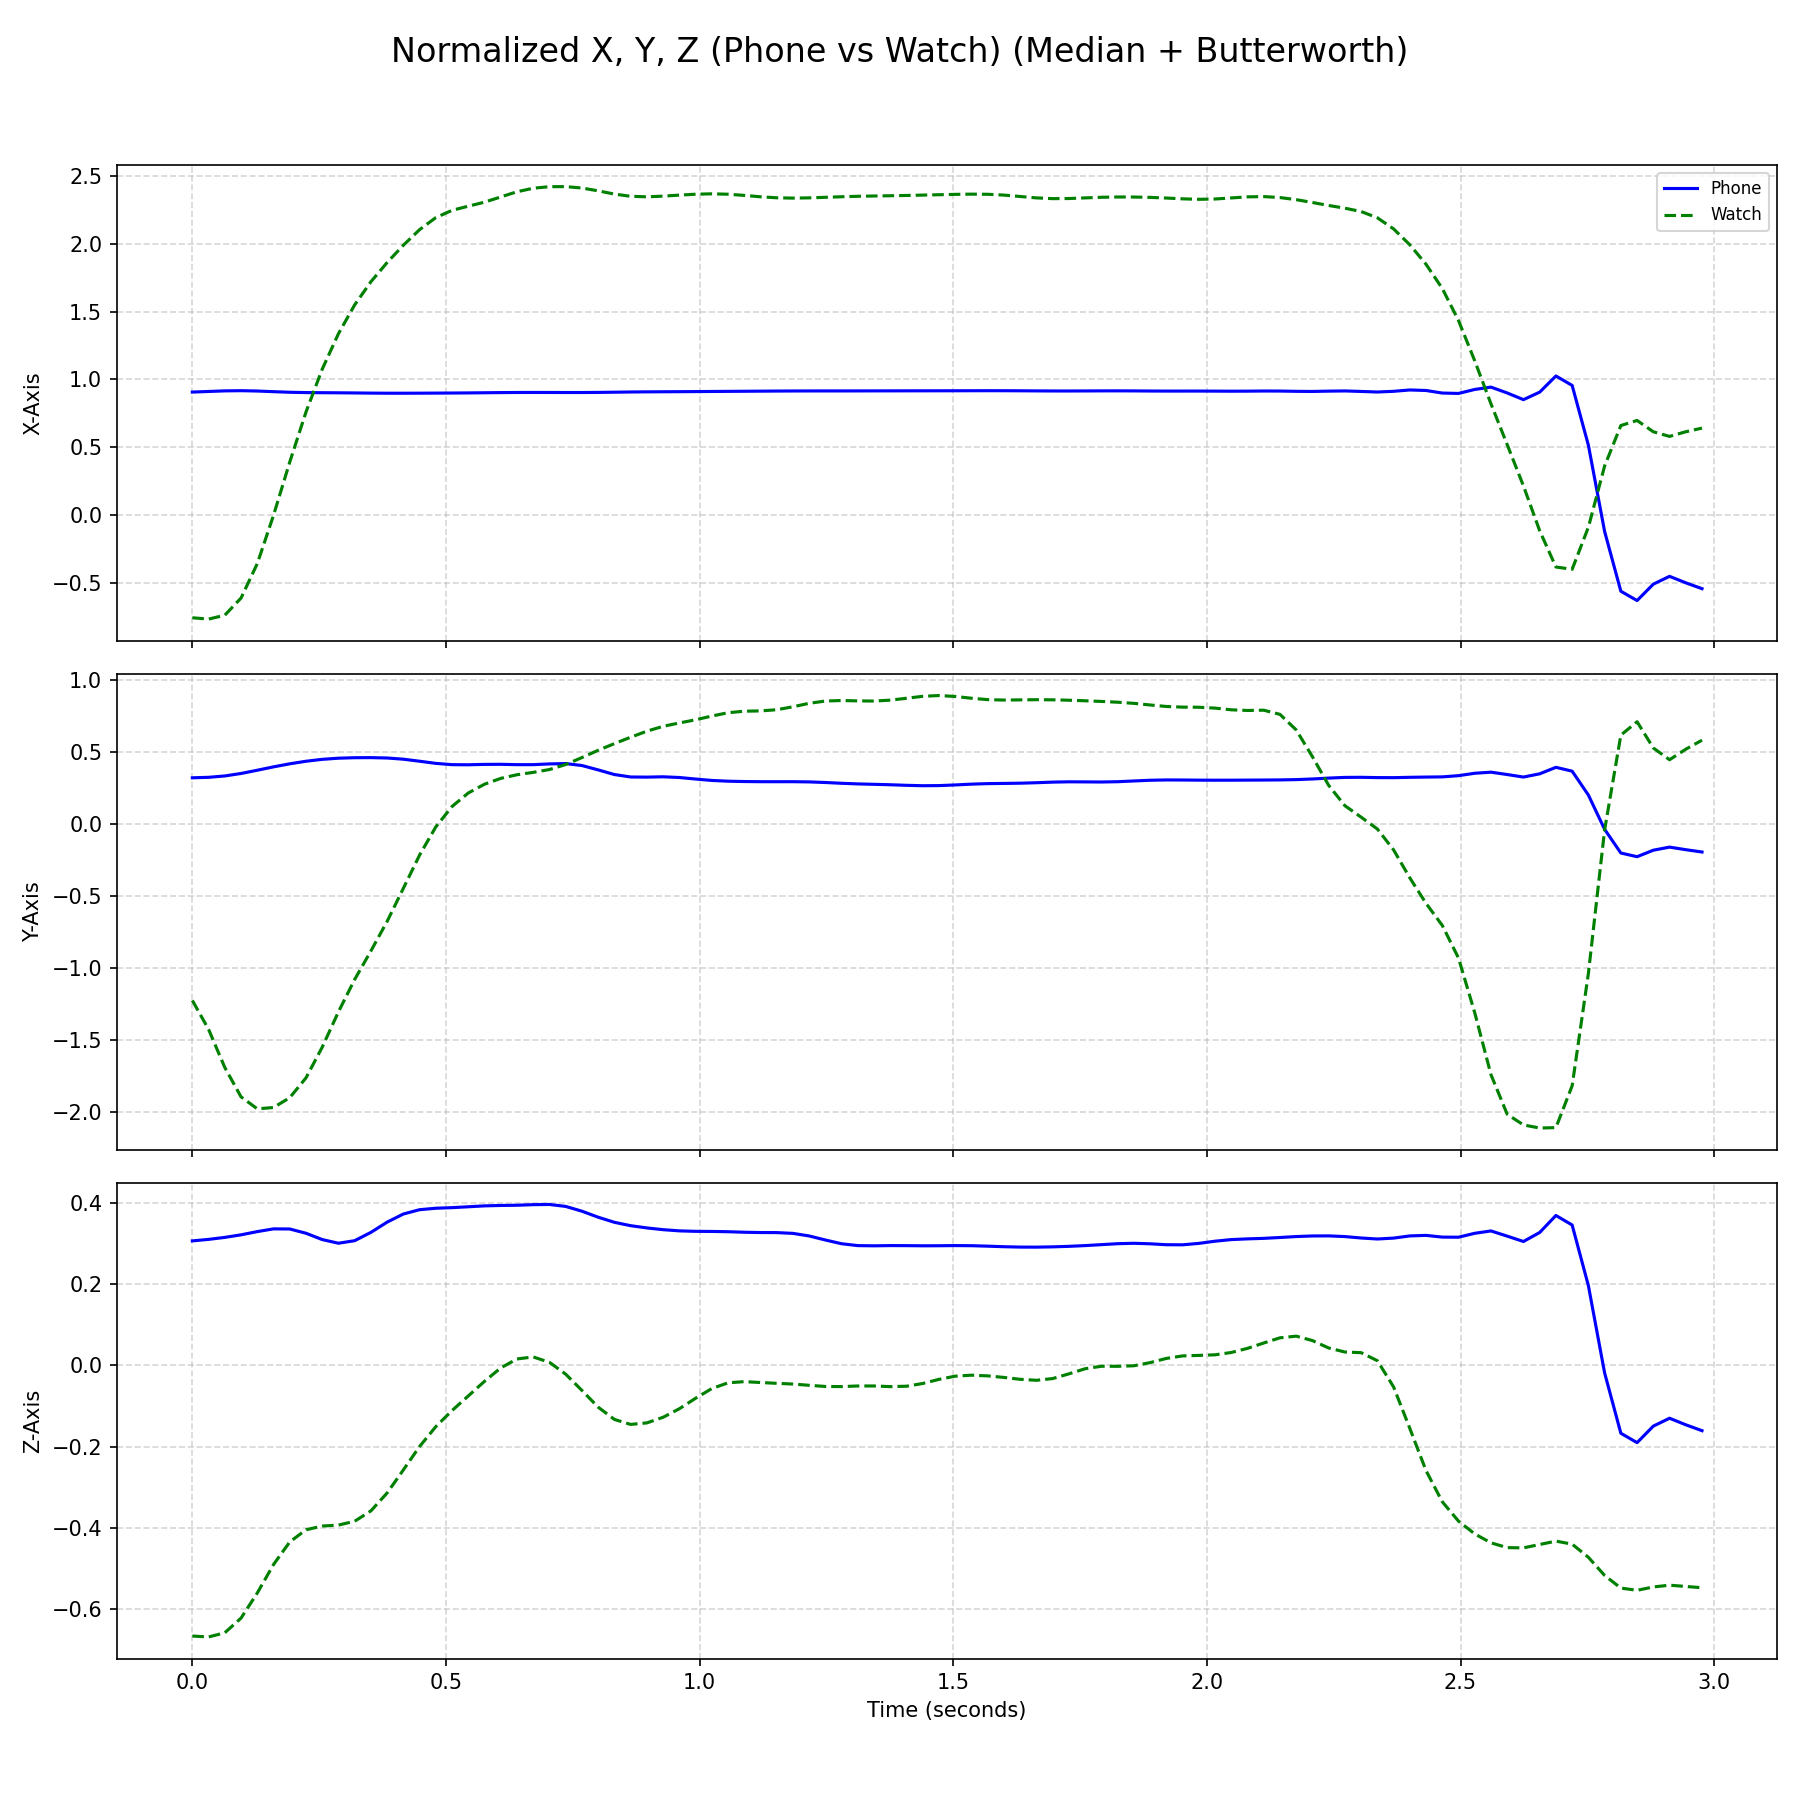 Normalized X, Y, Z (Phone vs Watch) (Median + Butterworth)
2.5
2.0
1.5
1.0
0.5
0.0
−0.5
X-Axis
Phone
Watch
1.0
0.5
0.0
−0.5
−1.0
−1.5
−2.0
Y-Axis
0.4
0.2
0.0
−0.2
−0.4
−0.6
Z-Axis
0.0 0.5 1.0 1.5 2.0 2.5 3.0
Time (seconds)